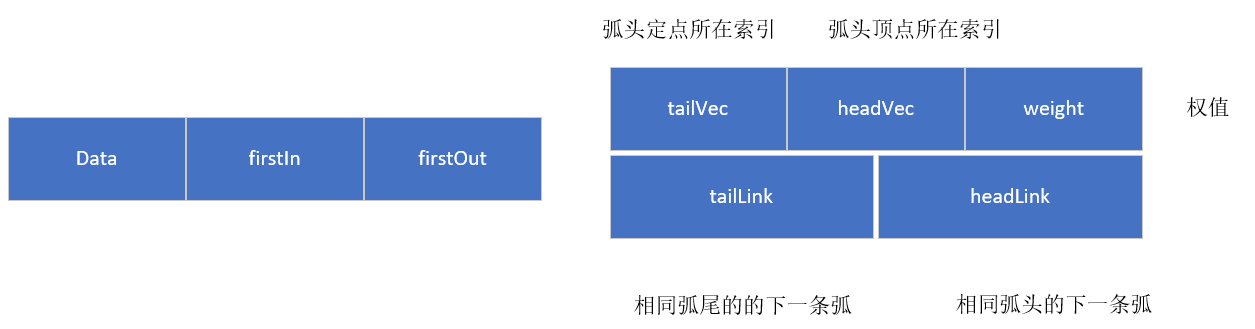 弧头定点所在索引
弧头顶点所在索引
tailVec
headVec
weight
权值
Data
firstIn
firstOut
tailLink
headLink
相同弧尾的的下一条弧
相同弧头的下一条弧